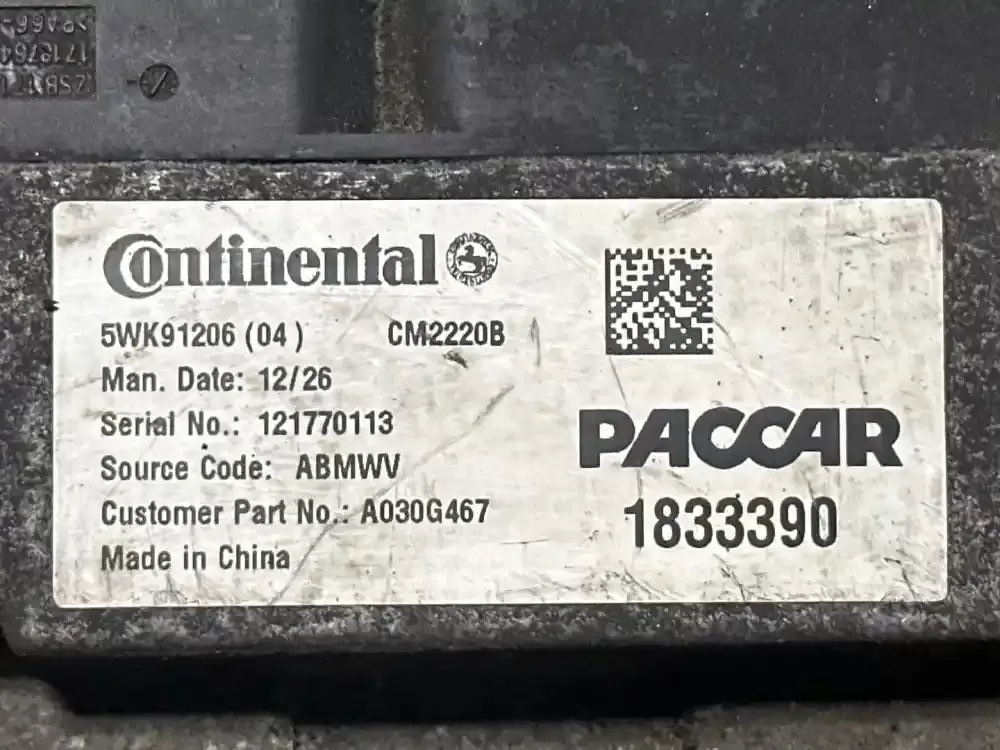 Continental
5WK91206 (04 ) CM2220B
Man. Date: 12/26
Serial No.: 121770113
Source Code: ABMWV
Customer Part No.: A030G467
Made in China
PACCAR
1833390